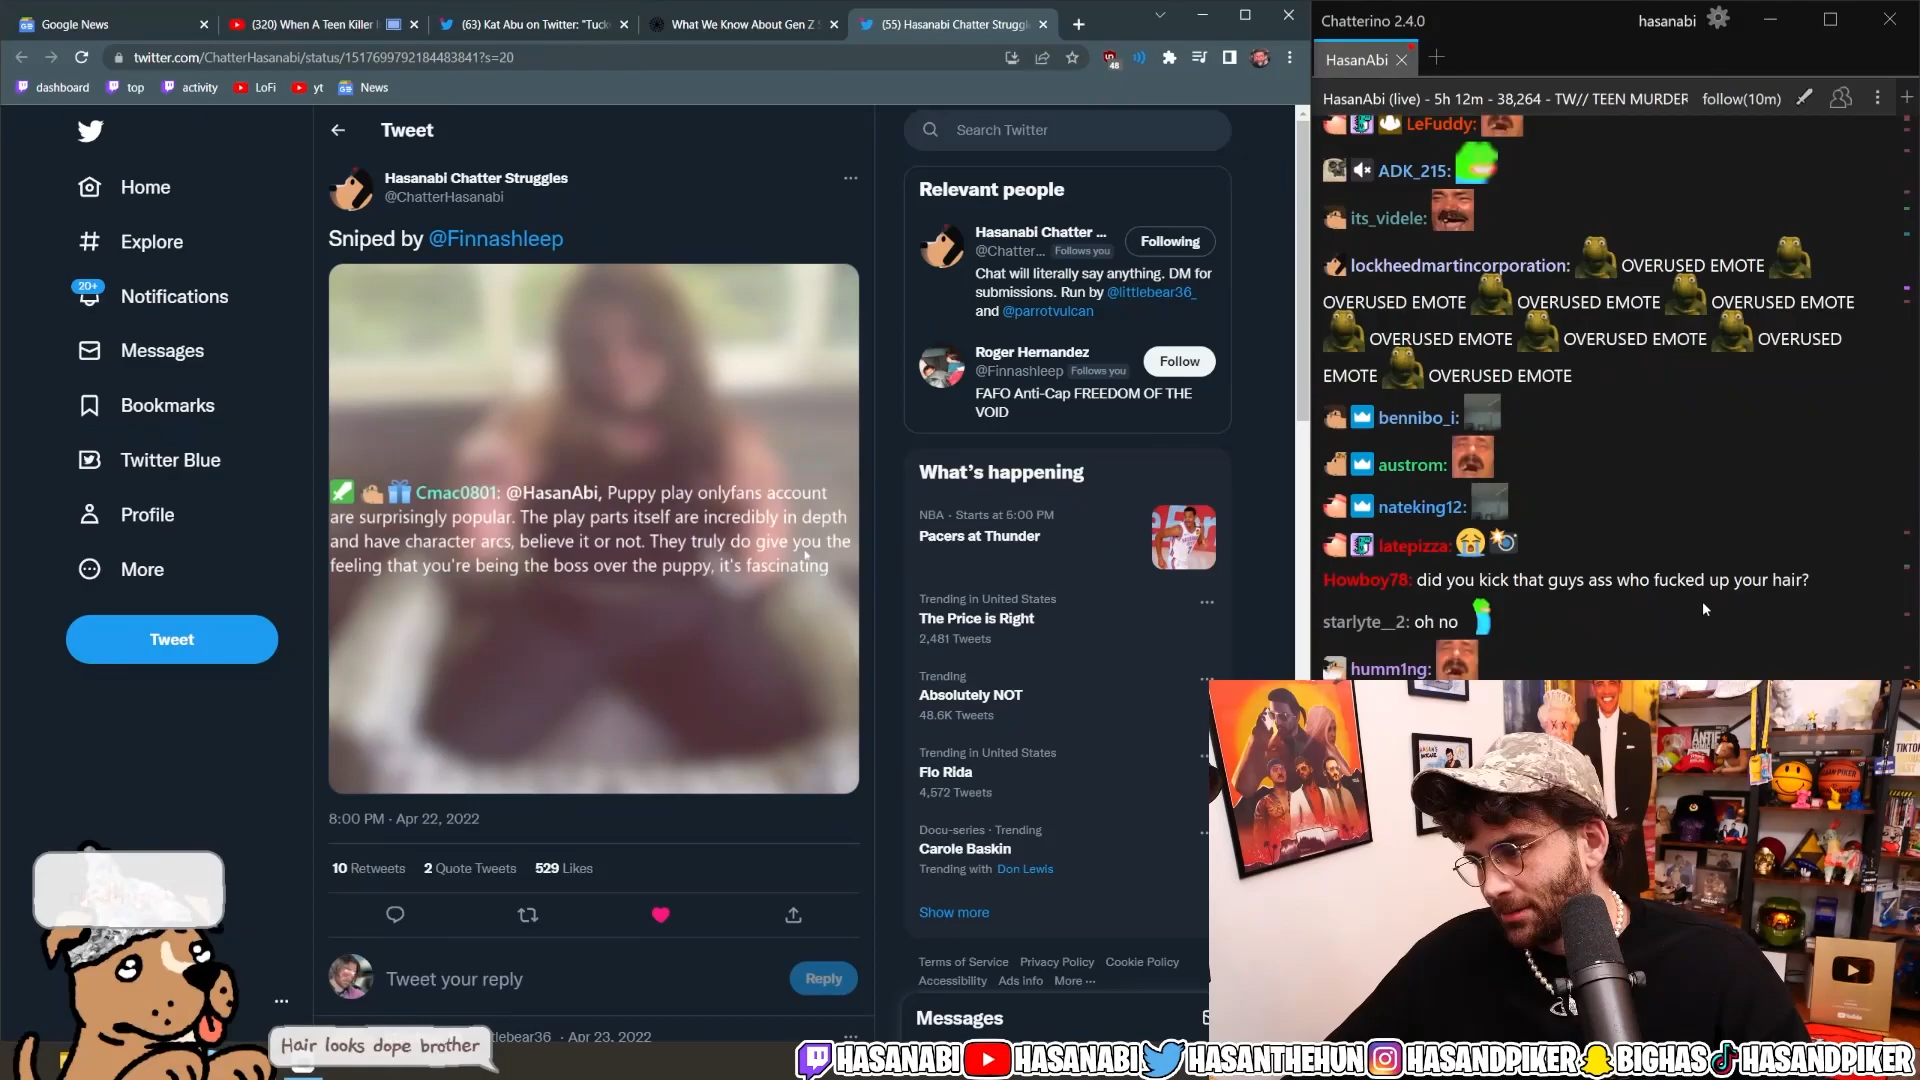 Google News
(320) When A Teen Killer
(63) Kat Abu on Twitter: "Tuck
What We Know About Gen Z
(55) Hasanabi Chatter Struggl
twitter.com/ChatterHasanabi/status/1517699792184483841?s=20
48
dashboard top activity LoFi yt News
Home
Explore
20+
Notifications
Messages
Bookmarks
Twitter Blue
Profile
More
Tweet
Tweet
Hasanabi Chatter Struggles
@ChatterHasanabi
Sniped by @Finnashleep
Cmac0801: @HasanAbi, Puppy play onlyfans account
are surprisingly popular. The play parts itself are incredibly in depth
and have character arcs, believe it or not. They truly do give you the
feeling that you're being the boss over the puppy, it's fascinating
8:00 PM · Apr 22, 2022
10 Retweets 2 Quote Tweets 529 Likes
Tweet your reply
Reply
tlebear36 · Apr 23, 2022
Hair looks dope brother
Search Twitter
Relevant people
Hasanabi Chatter ...
@Chatter... Follows you
Following
Chat will literally say anything. DM for
submissions. Run by @littlebear36_
and @parrotvulcan
Roger Hernandez
@Finnashleep Follows you
Follow
FAFO Anti-Cap FREEDOM OF THE
VOID
What's happening
NBA · Starts at 5:00 PM
Pacers at Thunder
Trending in United States
The Price is Right
2,481 Tweets
Trending
Absolutely NOT
48.6K Tweets
Trending in United States
Flo Rida
4,572 Tweets
Docu-series · Trending
Carole Baskin
Trending with Don Lewis
Show more
Terms of Service Privacy Policy Cookie Policy
Accessibility Ads info More ···
Messages
Chatterino 2.4.0
hasanabi
HasanAbi
HasanAbi (live) - 5h 12m - 38,264 - TW// TEEN MURDER
follow(10m)
LeFuddy:
ADK_215:
its_videle:
lockheedmartincorporation: OVERUSED EMOTE
OVERUSED EMOTE OVERUSED EMOTE OVERUSED EMOTE
OVERUSED EMOTE OVERUSED EMOTE OVERUSED
EMOTE OVERUSED EMOTE
bennibo_i:
austrom:
nateking12:
latepizza:
Howboy78: did you kick that guys ass who fucked up your hair?
starlyte__2: oh no
humm1ng:
HASANABI HASANABI HASANTHEHUN HASANDPIKER BIGHAS HASANDPIKER